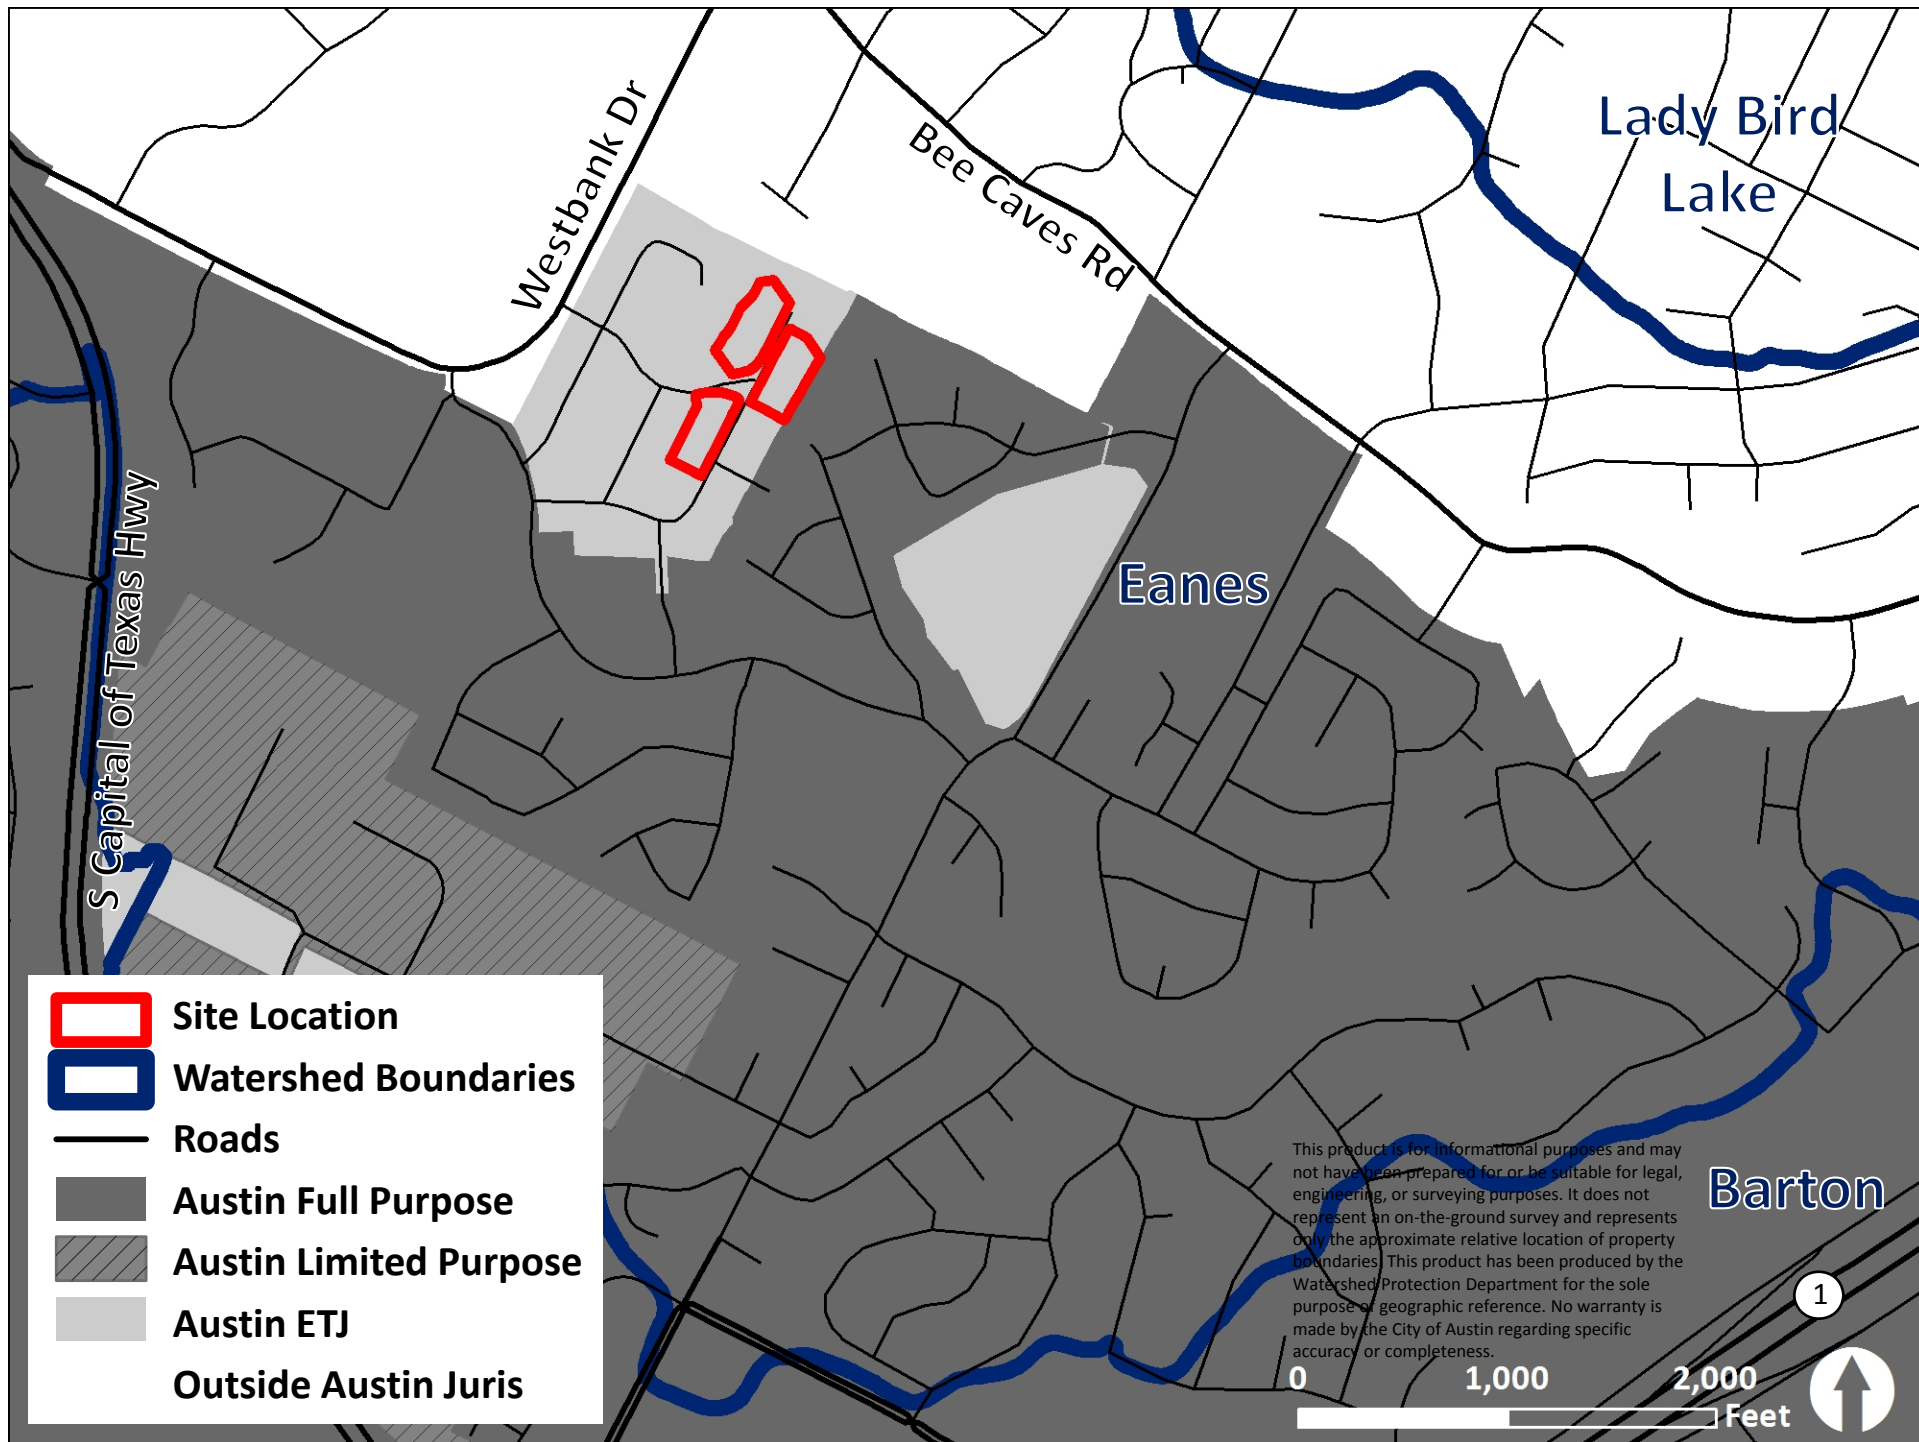 Lady Bird
Lake
Westbank Dr
Bee Caves Rd
S Capital of Texas Hwy
Eanes
Barton
1
Site Location
Watershed Boundaries
Roads
Austin Full Purpose
Austin Limited Purpose
Austin ETJ
Outside Austin Juris
This product is for informational purposes and may
not have been prepared for or be suitable for legal,
engineering, or surveying purposes. It does not
represent an on-the-ground survey and represents
only the approximate relative location of property
boundaries. This product has been produced by the
Watershed Protection Department for the sole
purpose of geographic reference. No warranty is
made by the City of Austin regarding specific
accuracy or completeness.
0 1,000 2,000
Feet